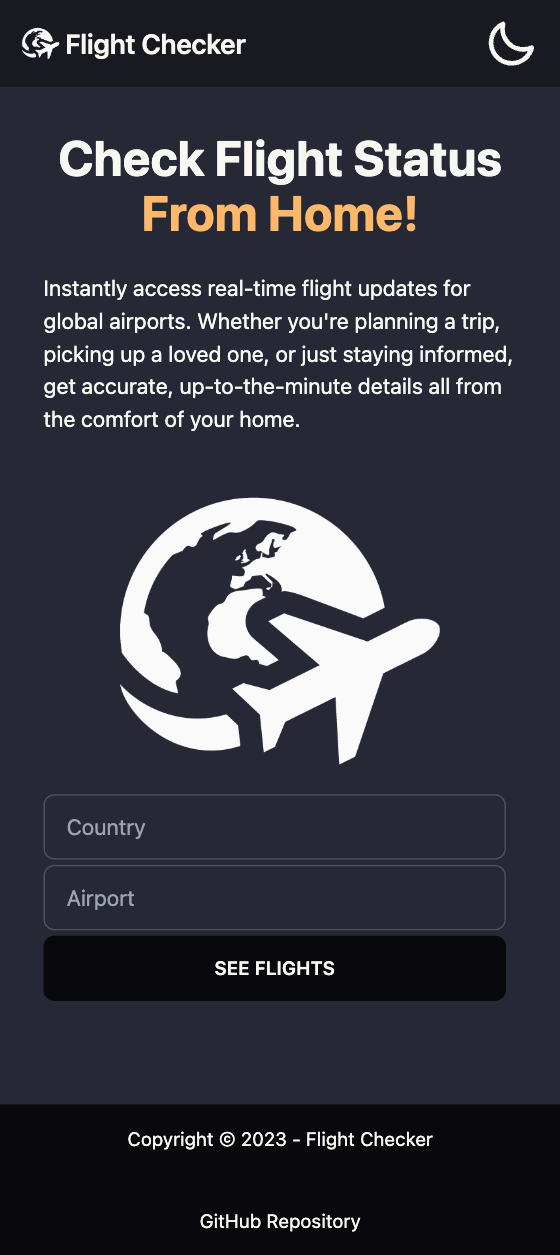 Flight Checker
Check Flight Status
From Home!
Instantly access real-time flight updates for
global airports. Whether you're planning a trip,
picking up a loved one, or just staying informed,
get accurate, up-to-the-minute details all from
the comfort of your home.
Country
Airport
SEE FLIGHTS
Copyright © 2023 - Flight Checker
GitHub Repository